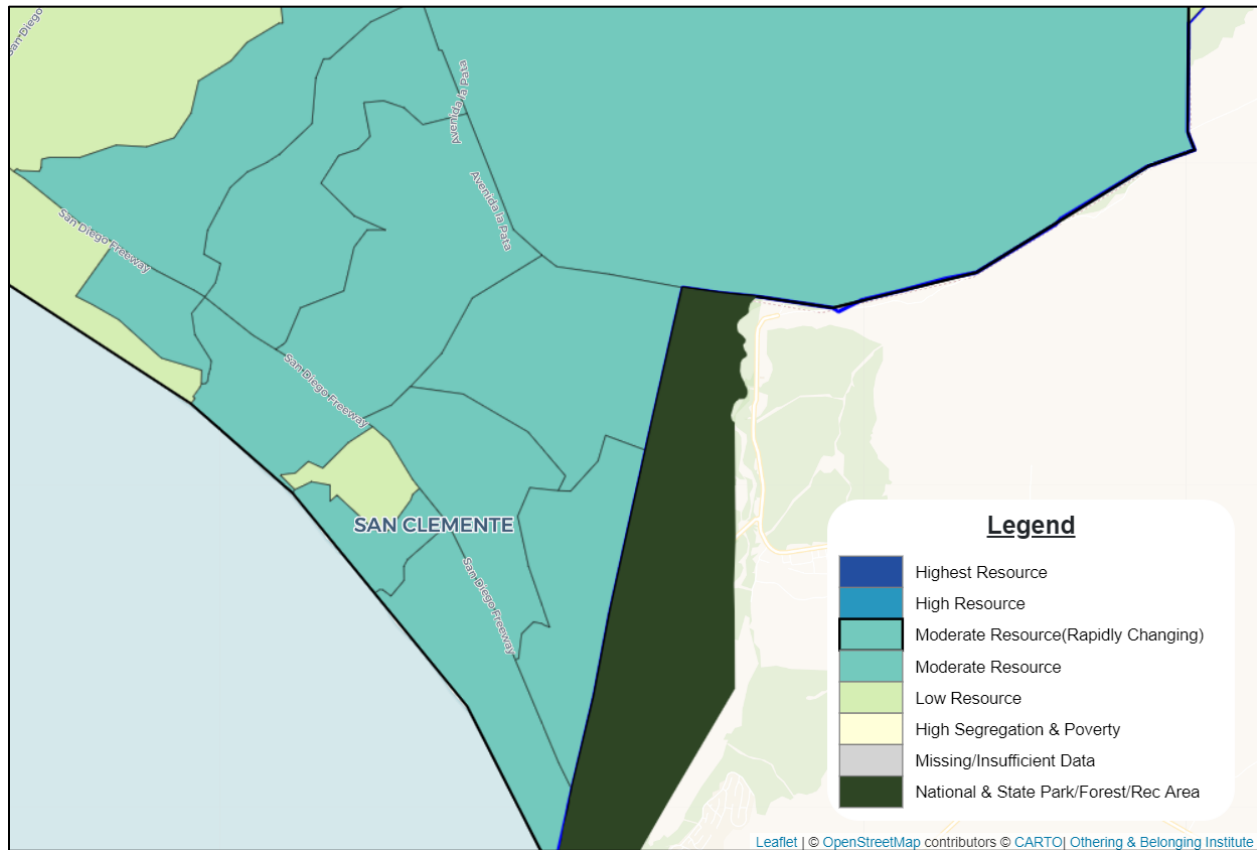 San Diego
Avenida la Pata
Avenida la Pata
San Diego Freeway
San Diego Freeway
SAN CLEMENTE
San Diego Freeway
Legend
Highest Resource
High Resource
Moderate Resource(Rapidly Changing)
Moderate Resource
Low Resource
High Segregation & Poverty
Missing/Insufficient Data
National & State Park/Forest/Rec Area
Leaflet | © OpenStreetMap contributors © CARTO| Othering & Belonging Institute